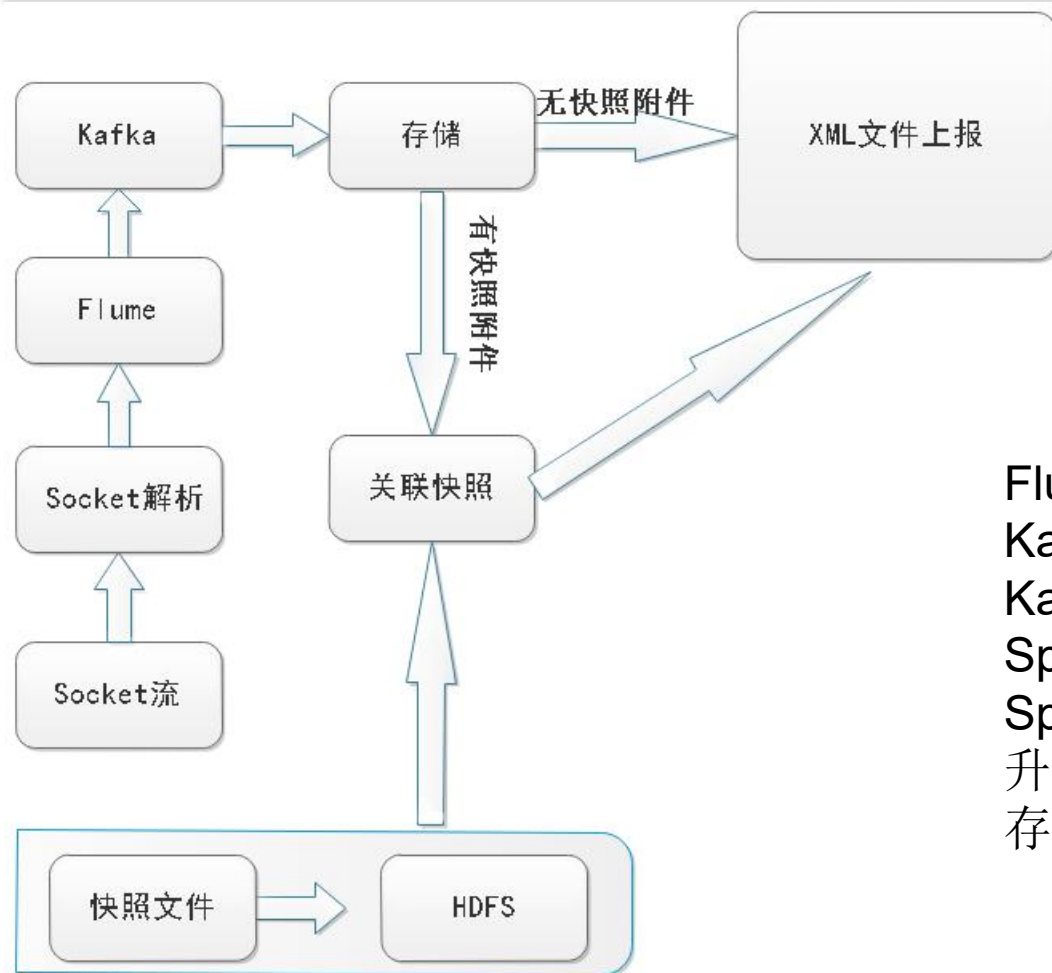 Kafka
存储
无快照附件
XML文件上报
Flume
有快照附件
Socket解析
关联快照
Socket流
快照文件
HDFS
Flu
Ka
Ka
Sp
Sp
升
存